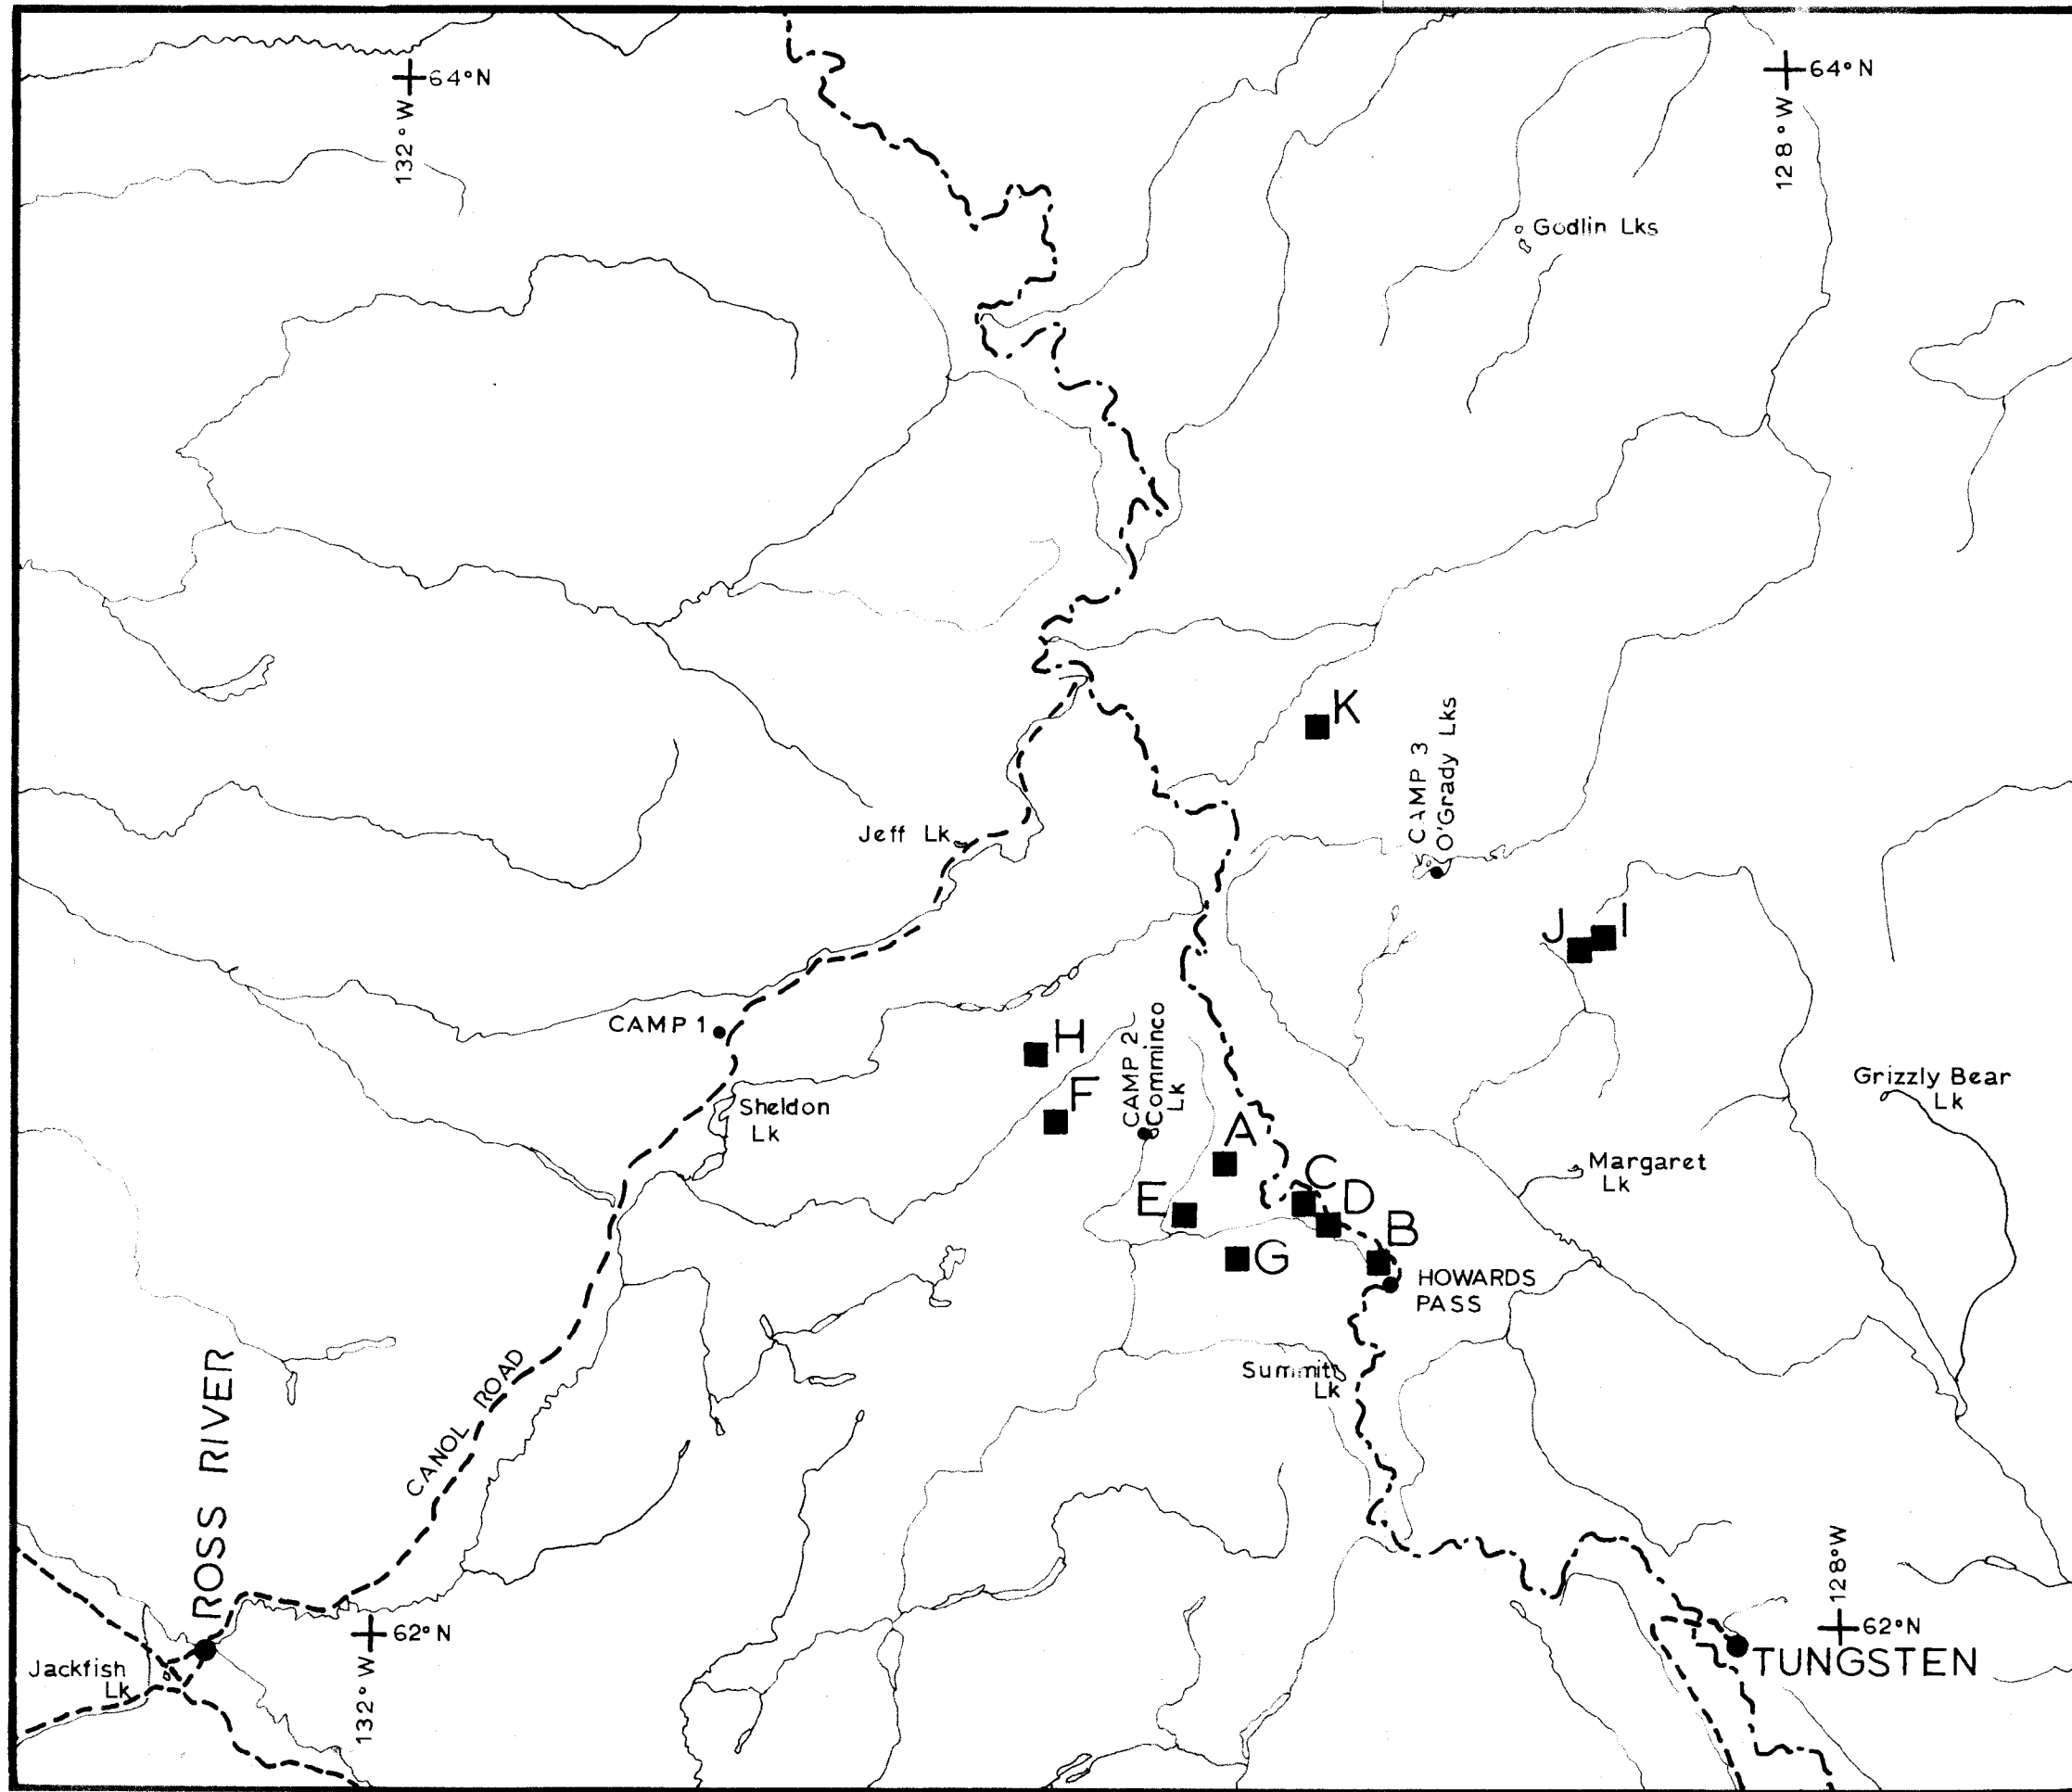 64°N
132°W
64°N
128°W
Godlin Lks
K
CAMP 3
O'Grady Lks
Jeff Lk
J
I
CAMP 1
H
F
CAMP 2
Comminco
Lk
Sheldon
Lk
A
Grizzly Bear
Lk
Margaret
Lk
C
D
E
B
G
HOWARDS
PASS
Summit
Lk
CANOL ROAD
ROSS RIVER
62°N
132°W
128°W
62°N
TUNGSTEN
Jackfish
Lk